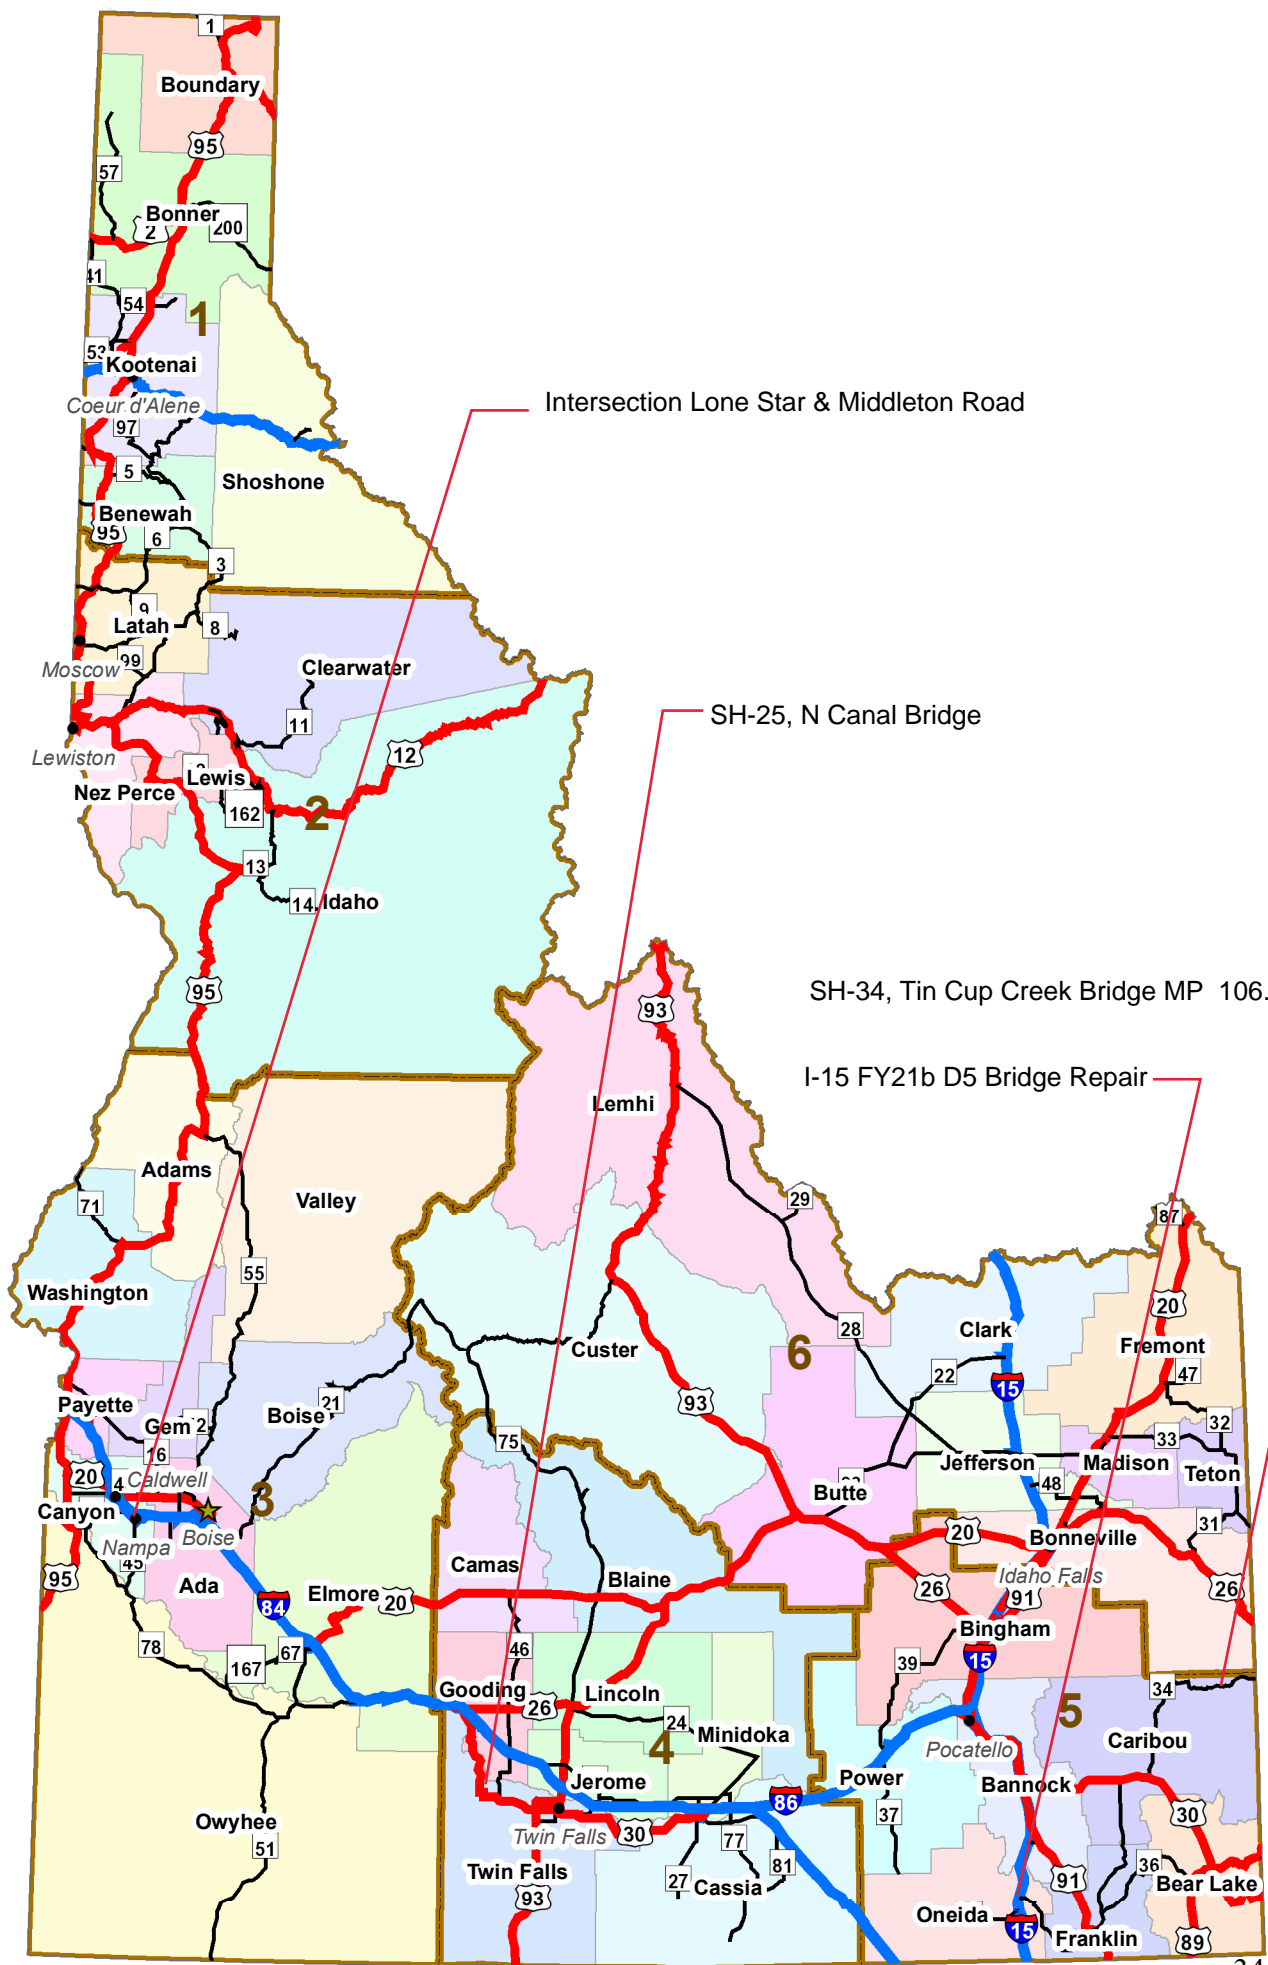 1
Boundary
95
57
Bonner
2
200
41
54
1
53
Kootenai
Coeur d'Alene
97
Intersection Lone Star & Middleton Road
5
Shoshone
Benewah
95
6
3
9
Latah
8
99
Moscow
Clearwater
11
SH-25, N Canal Bridge
12
Lewiston
Lewis
Nez Perce
162
2
13
14
Idaho
95
SH-34, Tin Cup Creek Bridge MP 106.
93
I-15 FY21b D5 Bridge Repair
Lemhi
Adams
71
Valley
29
87
55
Washington
20
28
Clark
Custer
6
Fremont
22
47
15
93
Payette
21
Boise
Gem
32
75
16
33
Jefferson
Madison
Teton
20
4
Caldwell
48
3
Butte
Canyon
31
20
Bonneville
Nampa
Boise
45
Camas
Blaine
Idaho Falls
95
Ada
Elmore
20
26
91
26
84
Bingham
78
46
67
39
15
167
34
Gooding
26
Lincoln
5
24
Minidoka
4
Pocatello
Caribou
Jerome
Power
Bannock
86
37
30
Owyhee
Twin Falls
30
77
51
36
Twin Falls
81
91
27
Cassia
Bear Lake
93
Oneida
15
Franklin
89